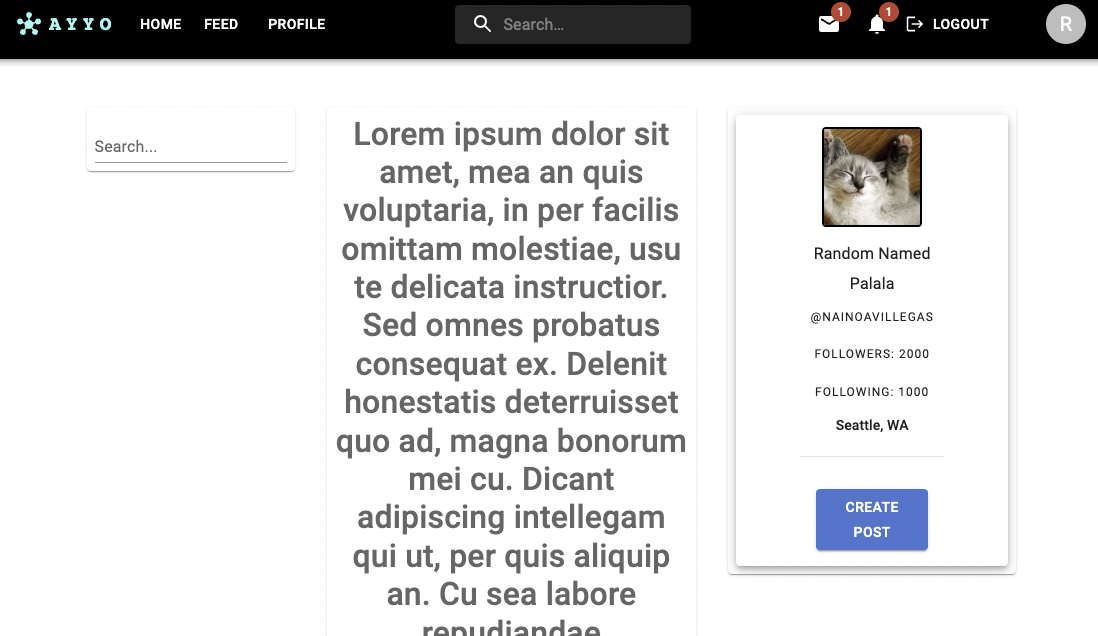 AYYO HOME FEED PROFILE Search... 1 1 LOGOUT R
Search...
Lorem ipsum dolor sit
amet, mea an quis
voluptaria, in per facilis
omittam molestiae, usu
te delicata instructior.
Sed omnes probatus
consequat ex. Delenit
honestatis deterruisset
quo ad, magna bonorum
mei cu. Dicant
adipiscing intellegam
qui ut, per quis aliquip
an. Cu sea labore
repudiandae
Random Named
Palala
@NAINOAVILLEGAS
FOLLOWERS: 2000
FOLLOWING: 1000
Seattle, WA
CREATE
POST